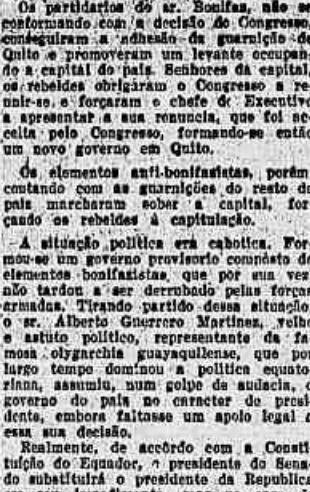 Os partidarios do sr. Bonifas, não se
conformando com a decisão do Congresso,
conseguiram a adhesão da guarnição de
Quito e promoveram um levante occupan-
do a capital do pais. Senhores da capital,
os rebeldes obrigáram o Congresso a re-
unir-se e forçaram o chefe do Executivo
a apresentar a sua renuncia, que foi ac-
ceita pelo Congresso, formando-se então
um novo governo em Quito.
Os elementos anti-bonifasistas, porém
contando com as guarnições do resto do
pais marcharam sober a capital, for
çando os rebeldes á capitulação.
A situação politica era cahotica. For
mou-se um governo provisorio composto de
elementos bonifasistas, que por sua vez
não tardou a ser derrubado pelas forças
armadas. Tirando partido dessa situação
o sr. Alberto Guerrero Martinez, velho
e astuto politico, representante da fa
mosa olygarchia guayaquilense, que por
largo tempo dominou a politica equato-
riana, assumiu, num golpe de audacia, o
governo do pais no caracter de presi-
dente, embora faltasse um apoio legal a
essa sua decisão.
Realmente, de accôrdo com a Consti
tuição do Equador, o presidente do Sena-
do substituirá o presidente da Republica